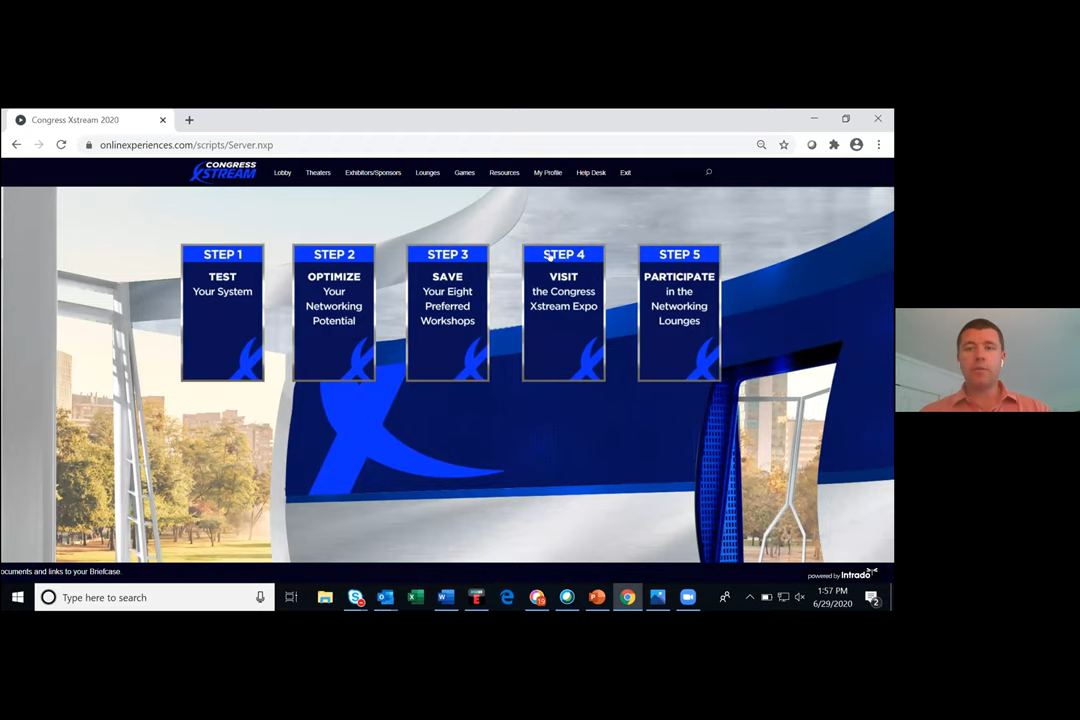 Congress Xstream 2020
onlinexperiences.com/scripts/Server.nxp
CONGRESS
XSTREAM
Lobby Theaters Exhibitors/Sponsors Lounges Games Resources My Profile Help Desk Exit
STEP 1
TEST
Your System
STEP 2
OPTIMIZE
Your
Networking
Potential
STEP 3
SAVE
Your Eight
Preferred
Workshops
STEP 4
VISIT
the Congress
Xstream Expo
STEP 5
PARTICIPATE
in the
Networking
Lounges
ocuments and links to your Briefcase.
powered by intrado
Type here to search
19
1:57 PM
6/29/2020
2